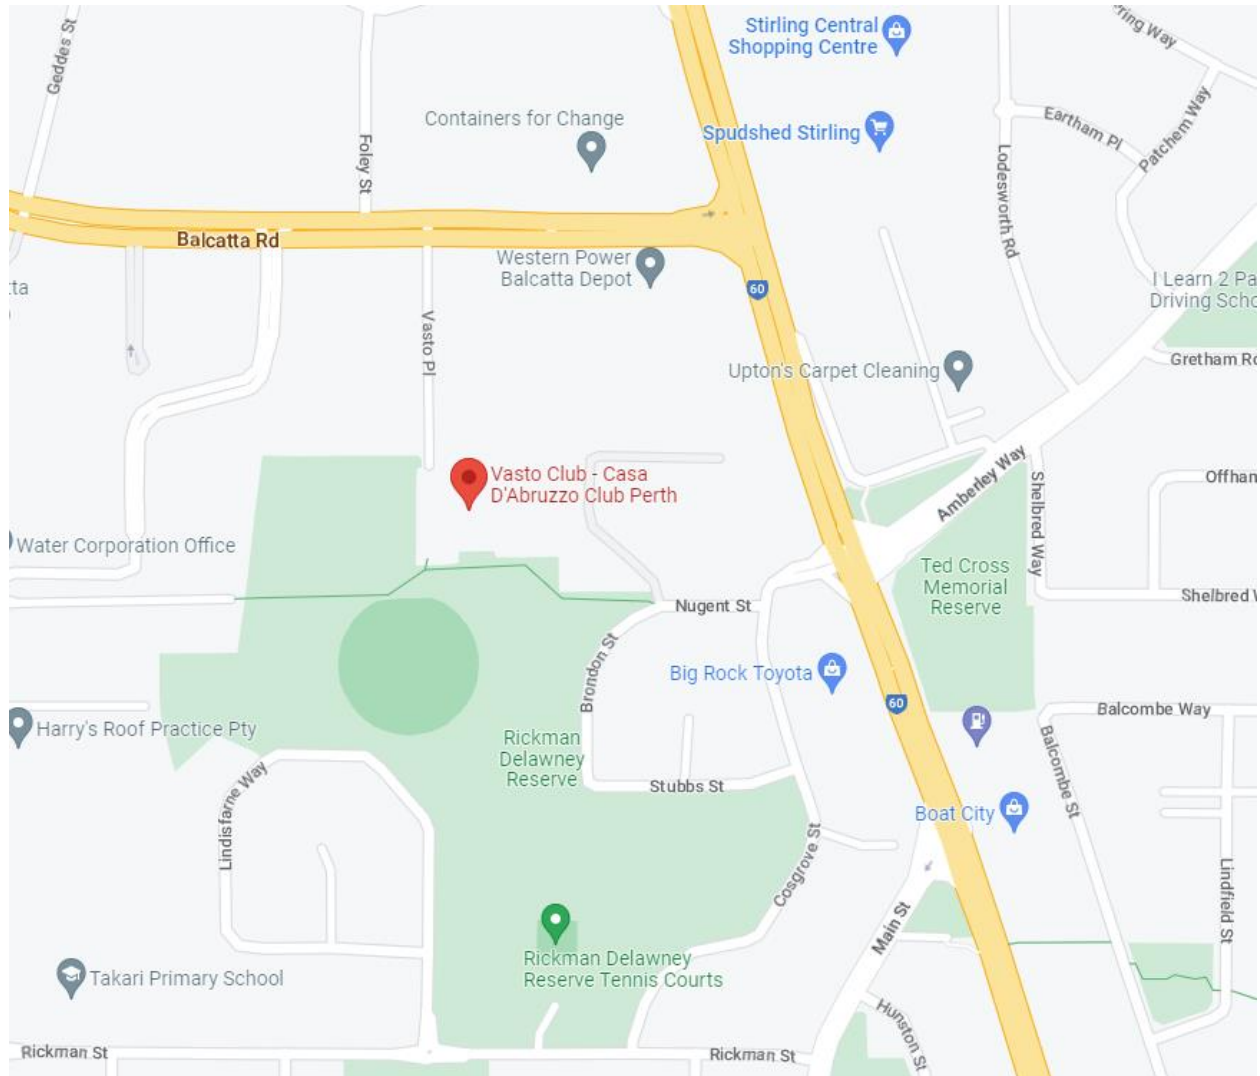 Geddes St
Stirling Central
Shopping Centre
ring Way
Containers for Change
Spudshed Stirling
Eartham Pl
Patchem Way
Foley St
Lodesworth Rd
Balcatta Rd
Western Power
Balcatta Depot
60
ta
I Learn 2 Pa
Driving Scho
Vasto Pl
Upton's Carpet Cleaning
Gretham Ro
Vasto Club - Casa
D'Abruzzo Club Perth
Amberley Way
Shelbred Way
Offhan
Water Corporation Office
Ted Cross
Memorial
Reserve
Nugent St
Shelbred W
Brondon St
Big Rock Toyota
60
Balcombe Way
Harry's Roof Practice Pty
Rickman
Delawney
Reserve
Balcombe St
Stubbs St
Lindisfarne Way
Boat City
Cosgrove St
Lindfield St
Main St
Rickman Delawney
Reserve Tennis Courts
Takari Primary School
Hunston St
Rickman St
Rickman St